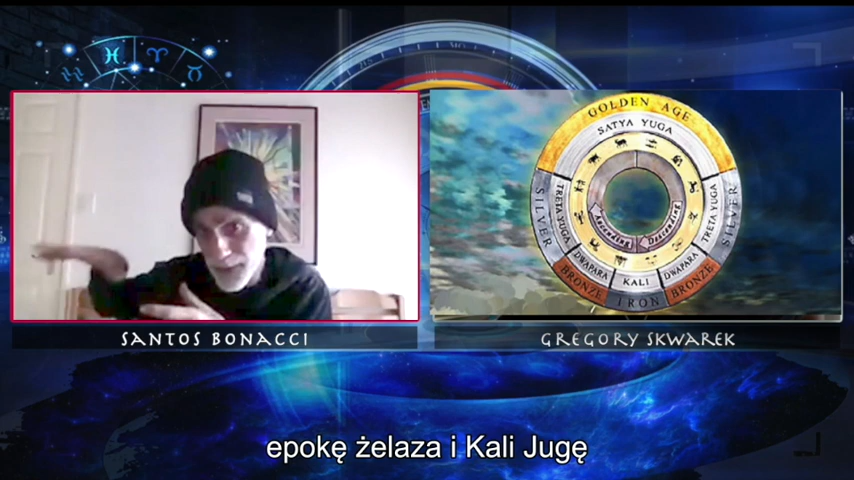 GOLDEN AGE
SATYA YUGA
SILVER
TRETA YUGA
TRETA YUGA
SILVER
Ascending
Descending
DWAPARA
KALI
DWAPARA
BRONZE
IRON
BRONZE
SANTOS BONACCI
GREGORY SKWAREK
epokę żelaza i Kali Jugę